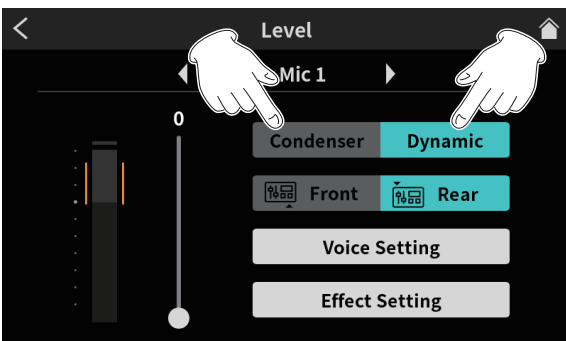 Level
Mic 1
0
Condenser Dynamic
Front Rear
Voice Setting
Effect Setting